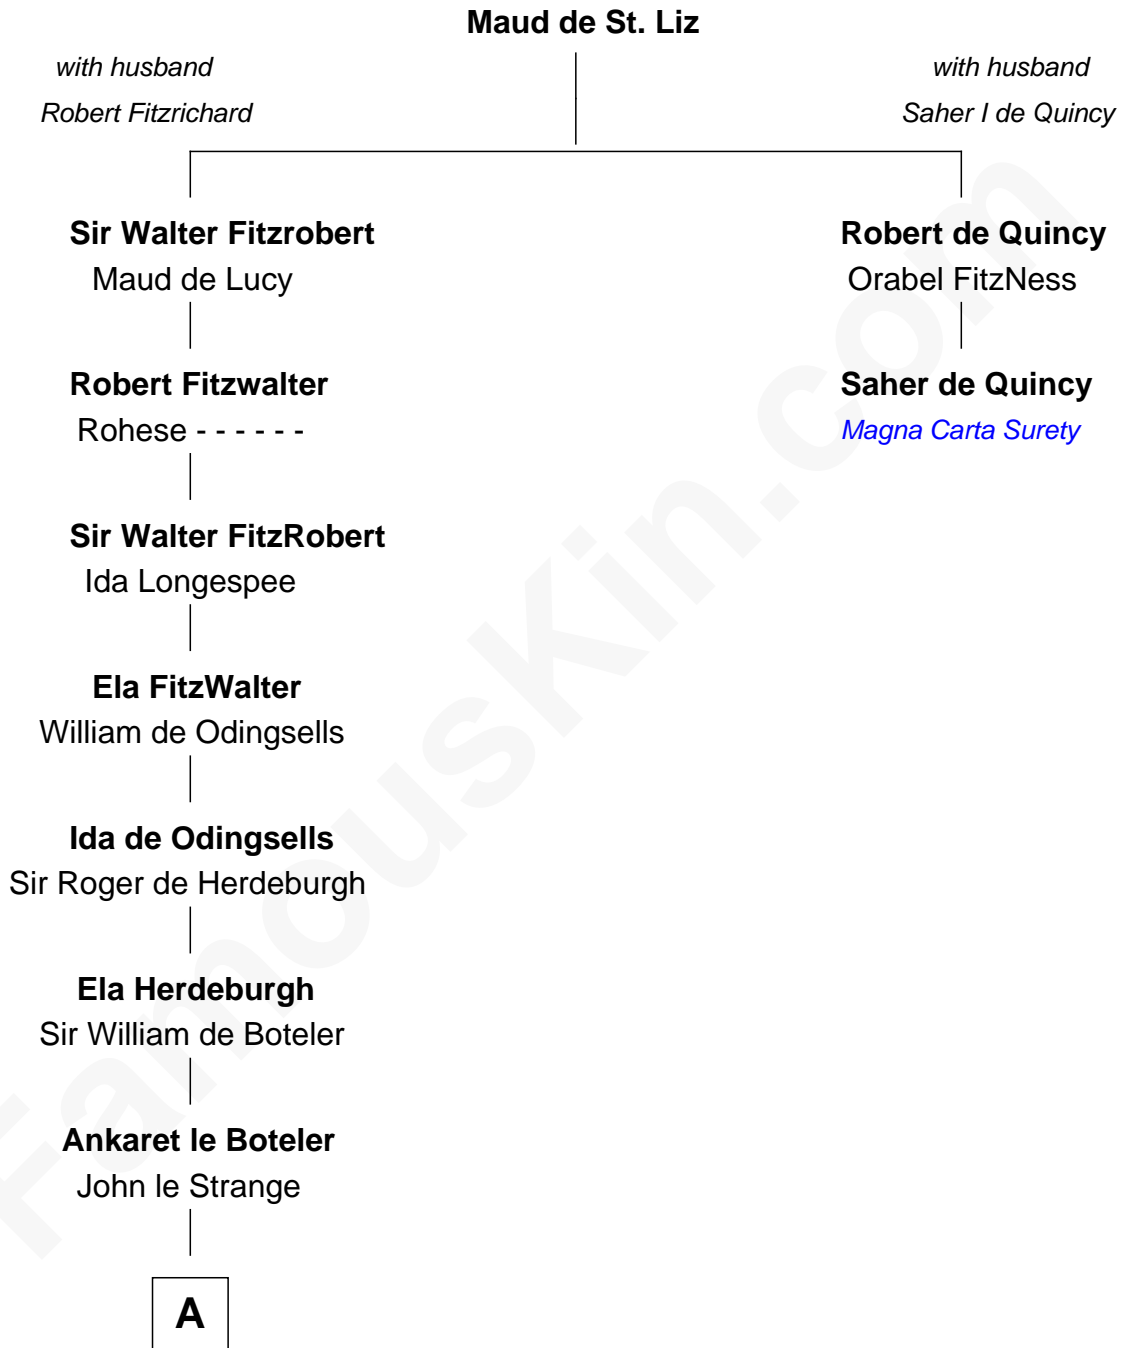 Maud de St. Liz
with husband
Robert Fitzrichard
with husband
Saher I de Quincy
Sir Walter Fitzrobert
Maud de Lucy
Robert de Quincy
Orabel FitzNess
Robert Fitzwalter
Rohese - - - - - -
Saher de Quincy
Magna Carta Surety
Sir Walter FitzRobert
Ida Longespee
Ela FitzWalter
William de Odingsells
Ida de Odingsells
Sir Roger de Herdeburgh
Ela Herdeburgh
Sir William de Boteler
Ankaret le Boteler
John le Strange
A
FamousKin.com